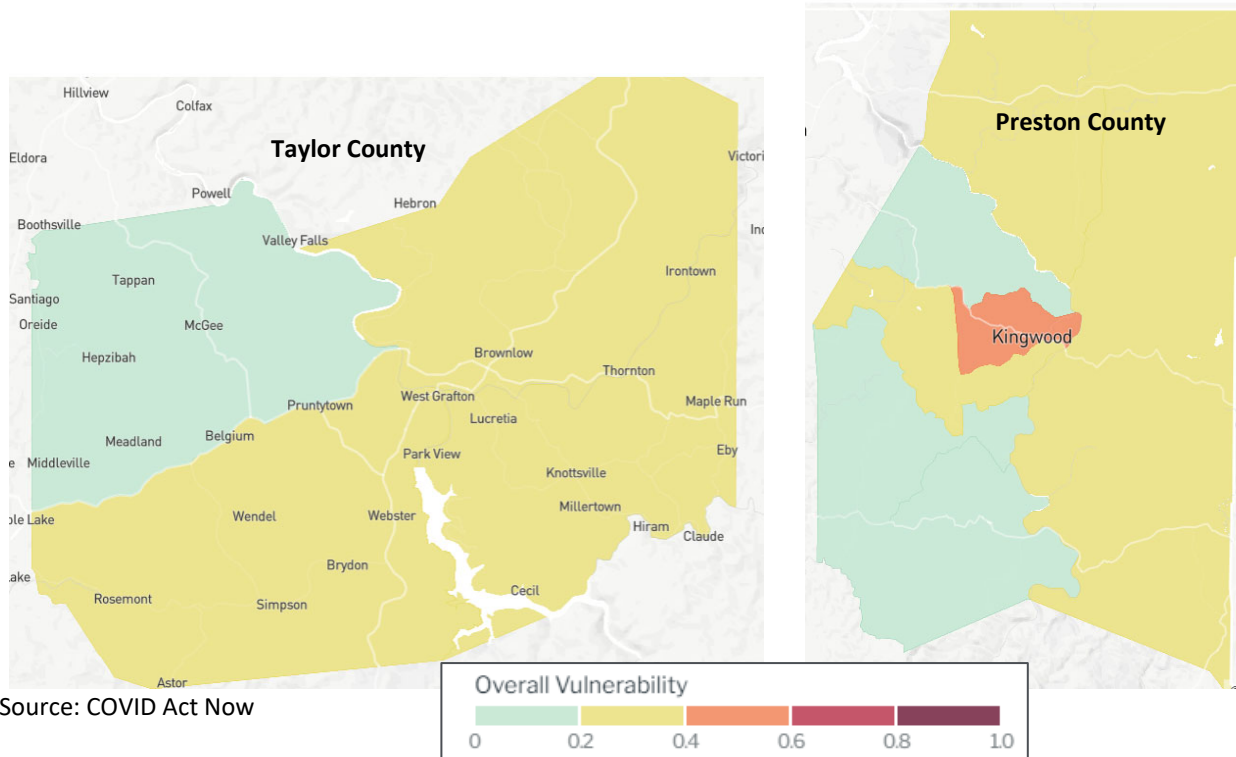 Hillview
Colfax
Taylor County
Preston County
Eldora
Victori
Powell
Hebron
Boothsville
Valley Falls
Inc
Irontown
Tappan
Santiago
Oreide
McGee
Kingwood
Hepzibah
Brownlow
Thornton
West Grafton
Maple Run
Pruntytown
Lucretia
Belgium
Meadland
Eby
Park View
e Middleville
Knottsville
Millertown
ple Lake
Wendel
Webster
Hiram
Claude
Brydon
ake
Cecil
Rosemont
Simpson
Astor
Source: COVID Act Now
Overall Vulnerability
0 0.2 0.4 0.6 0.8 1.0